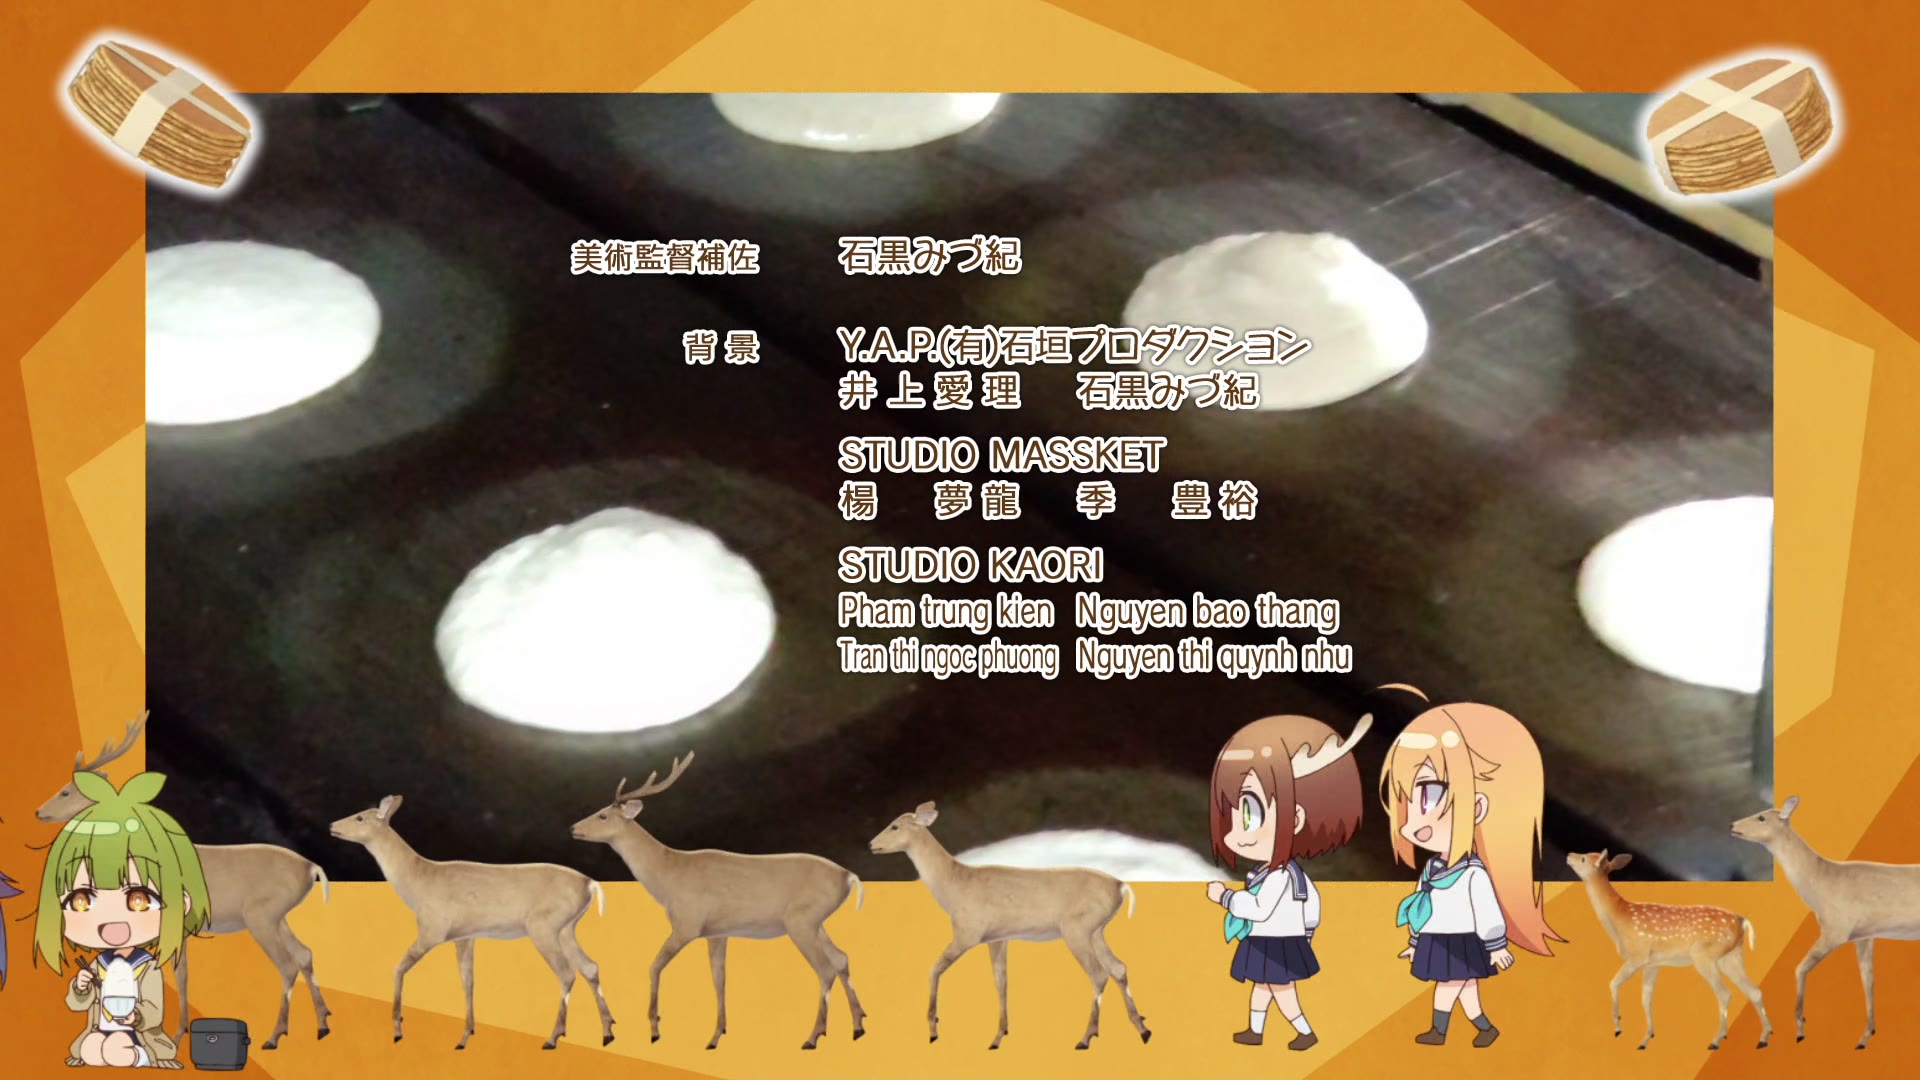 美術監督補佐 石黒みづ紀
背景 Y.A.P.(有)石垣プロダクション
井上愛理 石黒みづ紀
STUDIO MASSKET
楊 夢龍 季 豊裕
STUDIO KAORI
Pham trung kien Nguyen bao thang
Tran thi ngoc phuong Nguyen thi quynh nhu